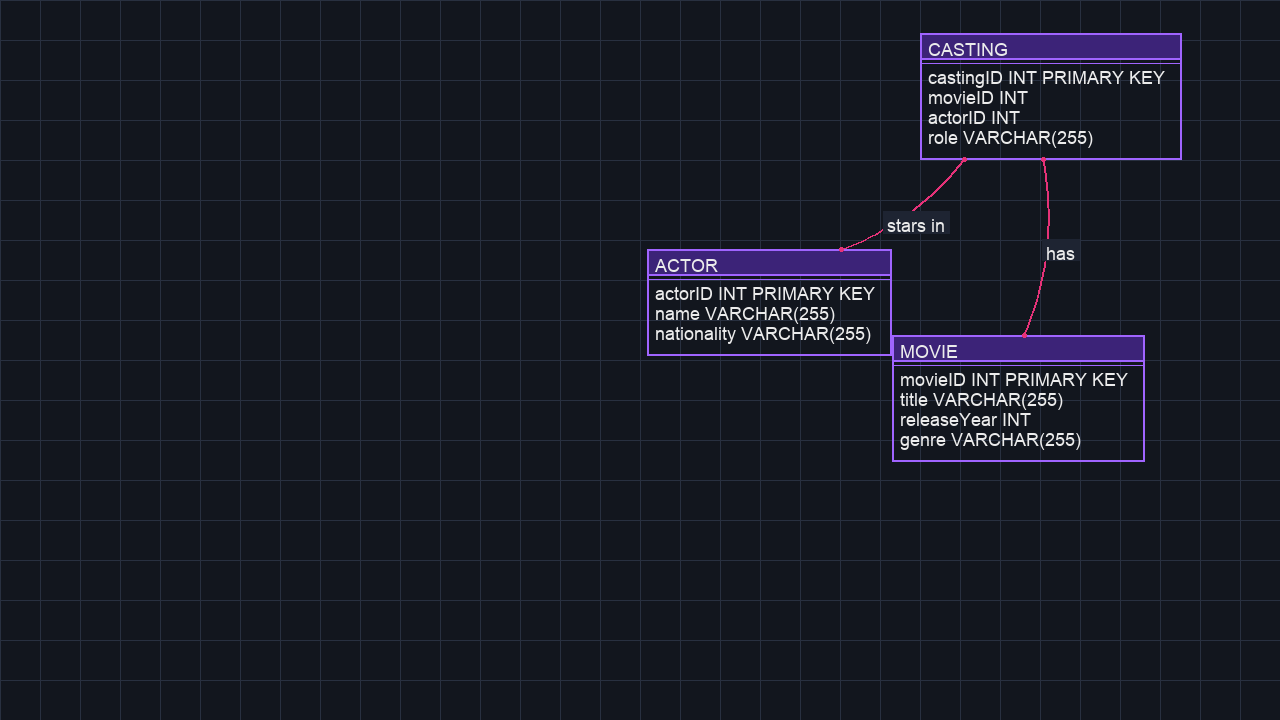 CASTING
castingID INT PRIMARY KEY
movieID INT
actorID INT
role VARCHAR(255)
stars in
has
ACTOR
actorID INT PRIMARY KEY
name VARCHAR(255)
nationality VARCHAR(255)
MOVIE
movieID INT PRIMARY KEY
title VARCHAR(255)
releaseYear INT
genre VARCHAR(255)